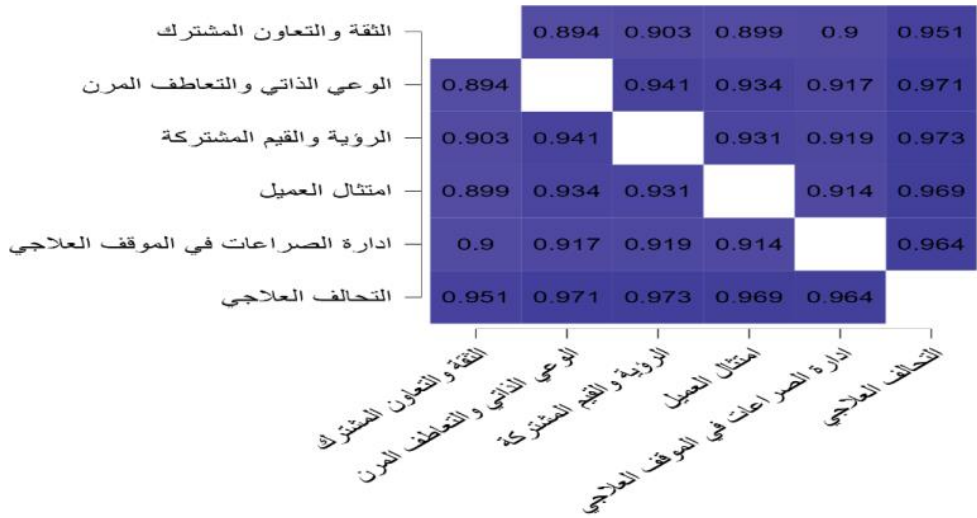 الثقة والتعاون المشترك 0.894 0.903 0.899 0.9 0.951
الوعي الذاتي والتعاطف المرن 0.894 0.941 0.934 0.917 0.971
الرؤية والقيم المشتركة 0.903 0.941 0.931 0.919 0.973
امتثال العميل 0.899 0.934 0.931 0.914 0.969
ادارة الصراعات في الموقف العلاجي 0.9 0.917 0.919 0.914 0.964
التحالف العلاجي 0.951 0.971 0.973 0.969 0.964
الثقة والتعاون المشترك
الوعي الذاتي والتعاطف المرن
الرؤية والقيم المشتركة
امتثال العميل
ادارة الصراعات في الموقف العلاجي
التحالف العلاجي